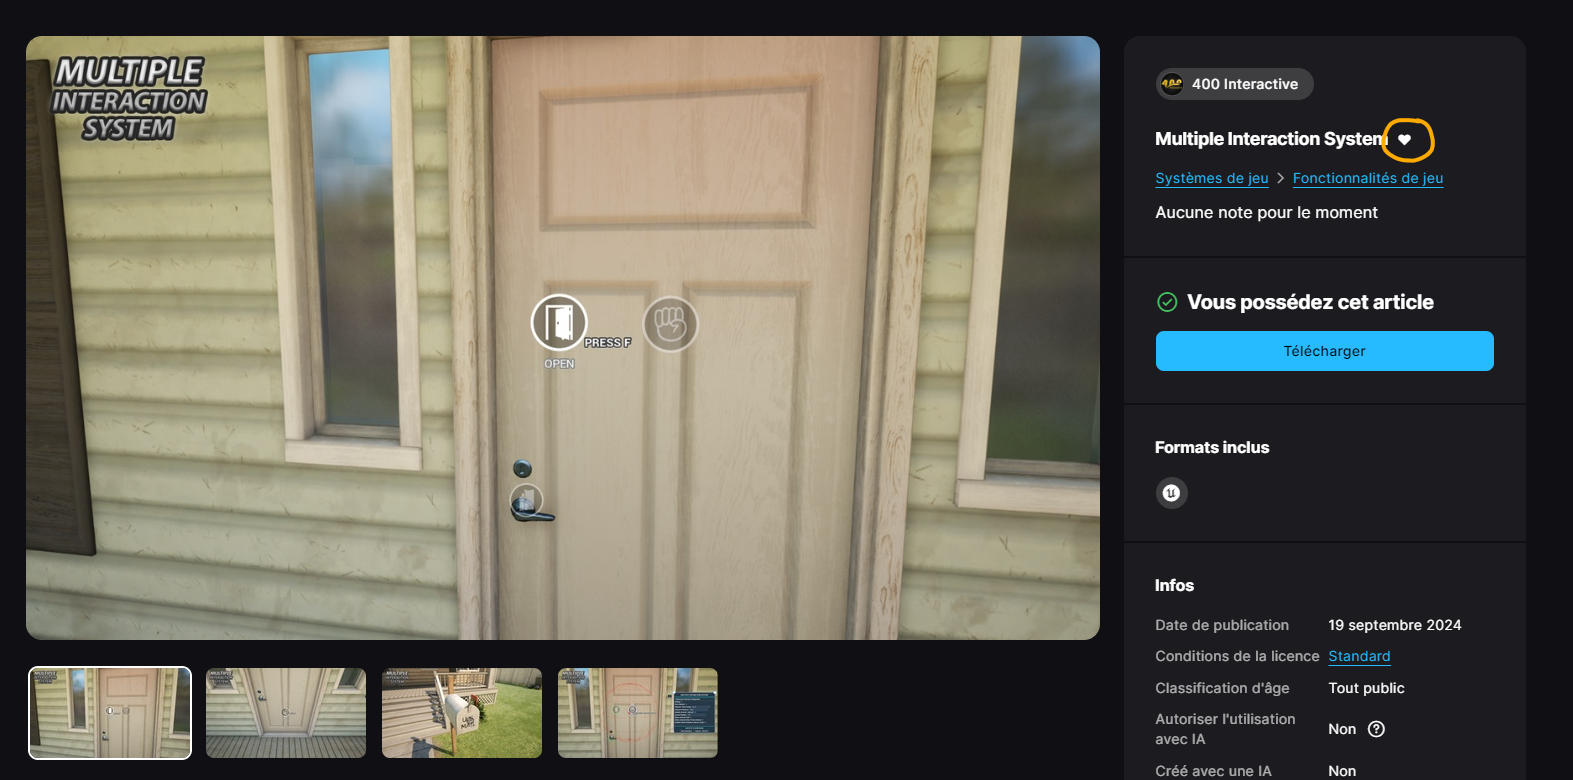 MULTIPLE
INTERACTION
SYSTEM
PRESS F
OPEN
400 Interactive
Multiple Interaction System
Systèmes de jeu > Fonctionnalités de jeu
Aucune note pour le moment
Vous possédez cet article
Télécharger
Formats inclus
Infos
Date de publication 19 septembre 2024
Conditions de la licence Standard
Classification d'âge Tout public
Autoriser l'utilisation
avec IA Non
Créé avec une IA Non